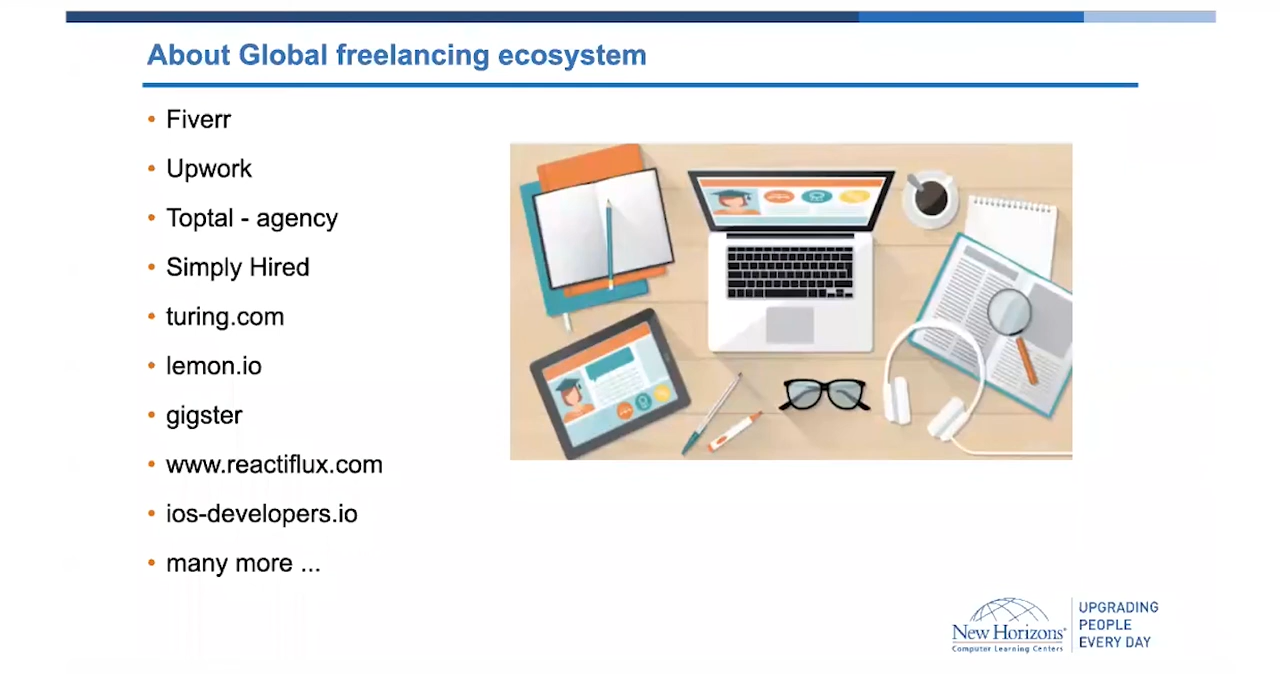 About Global freelancing ecosystem
• Fiverr
• Upwork
• Toptal - agency
• Simply Hired
• turing.com
• lemon.io
• gigster
• www.reactiflux.com
• ios-developers.io
• many more ...
New Horizons®
Computer Learning Centers
UPGRADING
PEOPLE
EVERY DAY